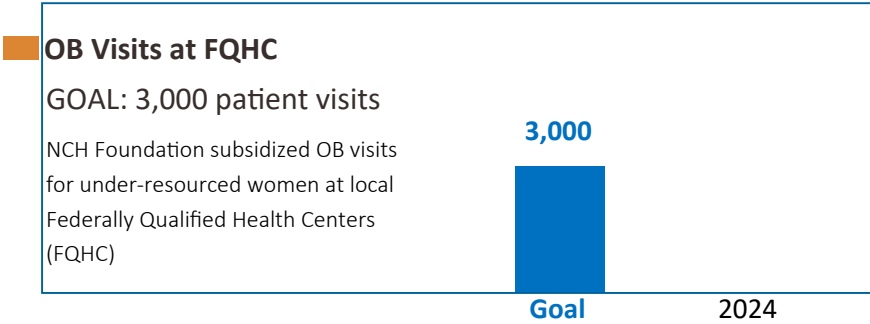 OB Visits at FQHC
GOAL: 3,000 patient visits
NCH Foundation subsidized OB visits
for under-resourced women at local
Federally Qualified Health Centers
(FQHC)
3,000
Goal
2024